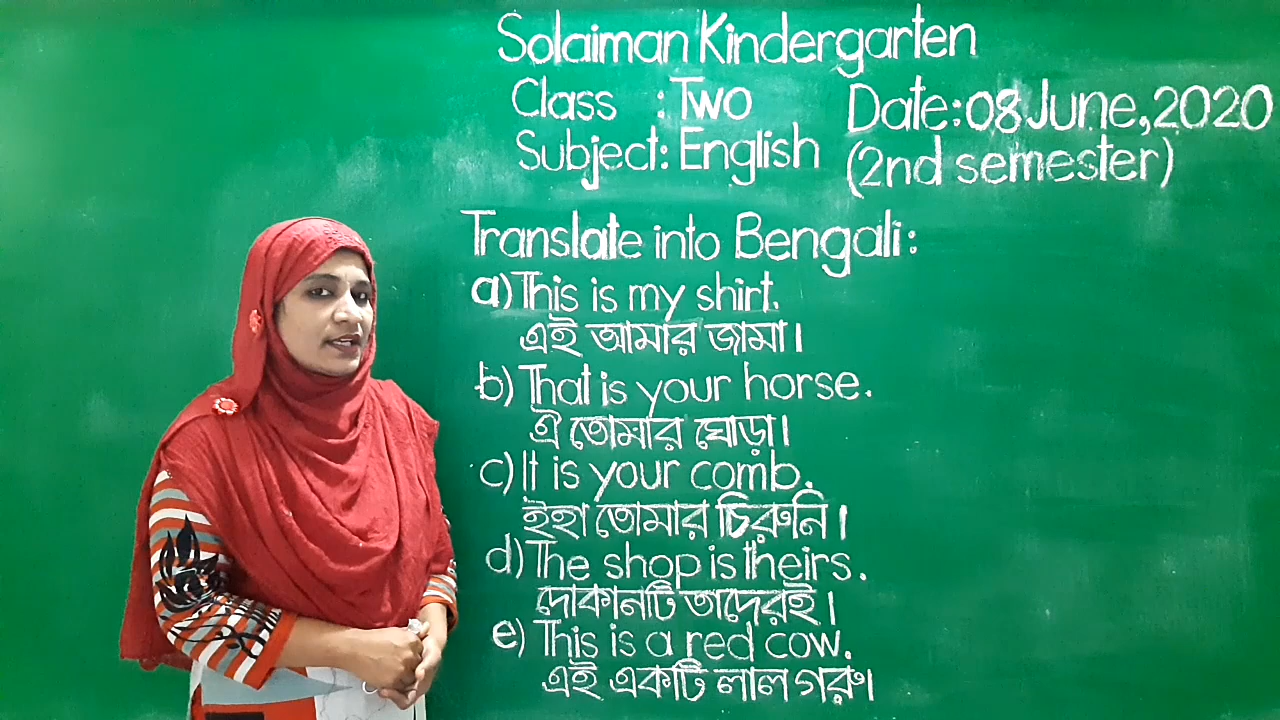 Solaiman Kindergarten
Class : Two
Date: 08 June, 2020
Subject: English
(2nd semester)
Translate into Bengali:
a) This is my shirt.
এই আমার জামা।
b) That is your horse.
ঐ তোমার ঘোড়া।
c) It is your comb.
ইহা তোমার চিরুনি।
d) The shop is theirs.
দোকানটি তাদেরই।
e) This is a red cow.
এই একটি লাল গরু।